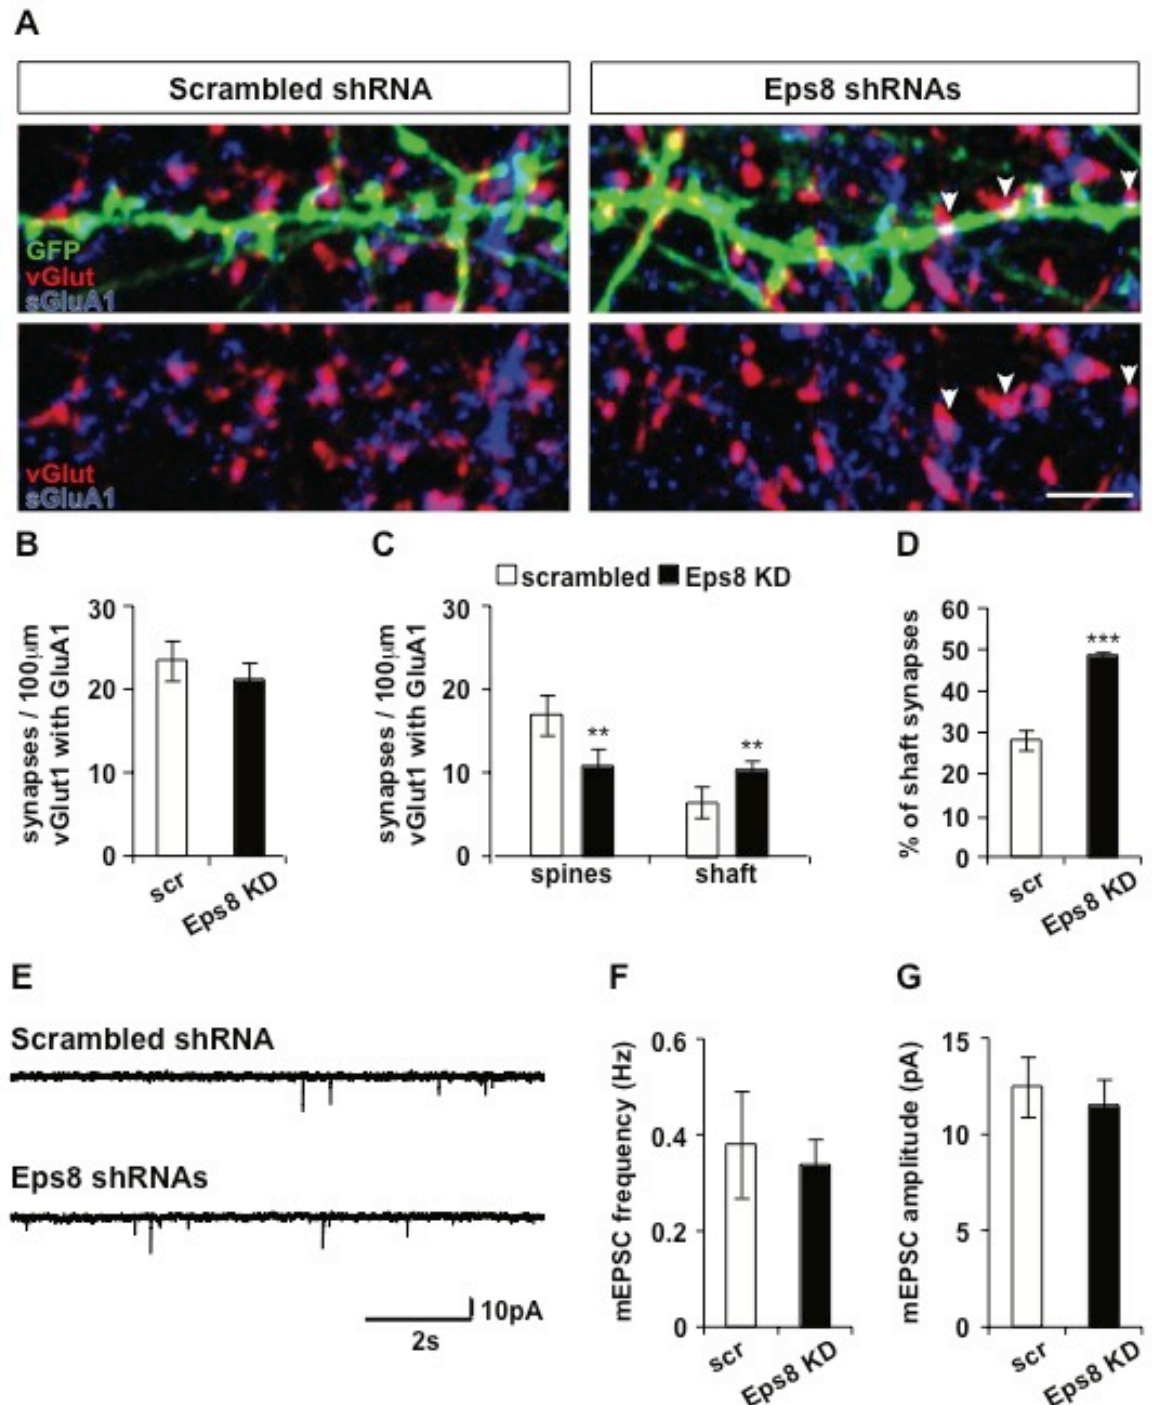 A
Scrambled shRNA
Eps8 shRNAs
GFP
vGlut
sGluA1
vGlut
sGluA1
B
synapses / 100µm
vGlut1 with GluA1
30
20
10
0
scr
Eps8 KD
C
scrambled
Eps8 KD
synapses / 100µm
vGlut1 with GluA1
30
20
10
0
**
**
spines
shaft
D
% of shaft synapses
60
50
40
30
20
10
0
***
scr
Eps8 KD
E
Scrambled shRNA
Eps8 shRNAs
10pA
2s
F
mEPSC frequency (Hz)
0.6
0.4
0.2
0
scr
Eps8 KD
G
mEPSC amplitude (pA)
15
10
5
0
scr
Eps8 KD